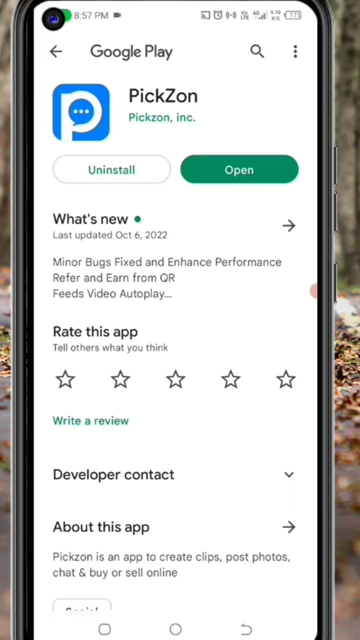 8:57 PM
Google Play
PickZon
Pickzon, inc.
Uninstall
Open
What's new
Last updated Oct 6, 2022
Minor Bugs Fixed and Enhance Performance
Refer and Earn from QR
Feeds Video Autoplay...
Rate this app
Tell others what you think
Write a review
Developer contact
About this app
Pickzon is an app to create clips, post photos,
chat & buy or sell online
Social